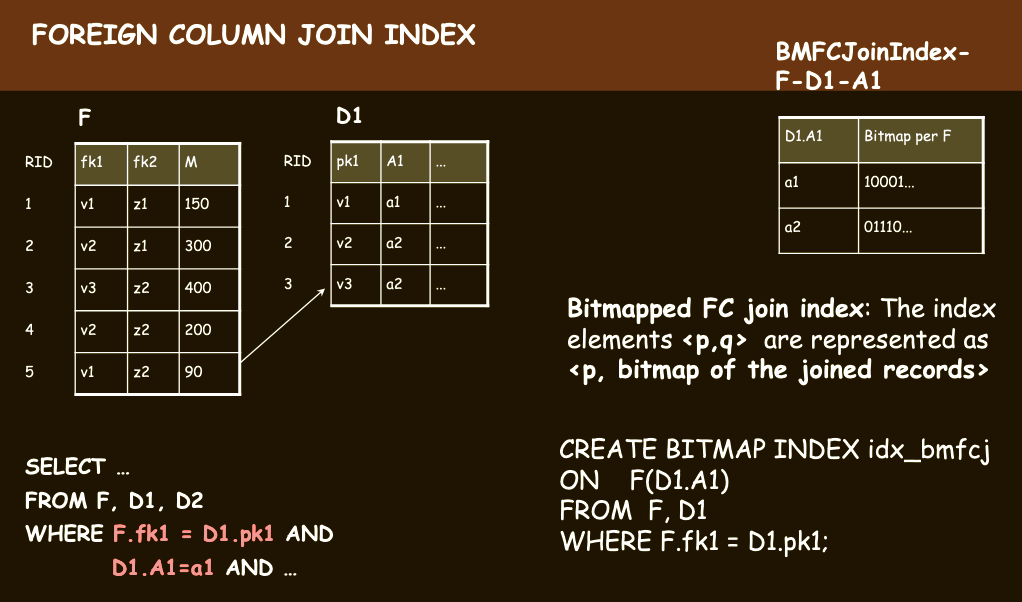 FOREIGN COLUMN JOIN INDEX
BMFCJoinIndex-
F-D1-A1
F
RID fk1 fk2 M
1 v1 z1 150
2 v2 z1 300
3 v3 z2 400
4 v2 z2 200
5 v1 z2 90
D1
RID pk1 A1 ...
1 v1 a1 ...
2 v2 a2 ...
3 v3 a2 ...
D1.A1 Bitmap per F
a1 10001...
a2 01110...
Bitmapped FC join index: The index
elements <p,q> are represented as
<p, bitmap of the joined records>
SELECT …
FROM F, D1, D2
WHERE F.fk1 = D1.pk1 AND
D1.A1=a1 AND …
CREATE BITMAP INDEX idx_bmfcj
ON F(D1.A1)
FROM F, D1
WHERE F.fk1 = D1.pk1;